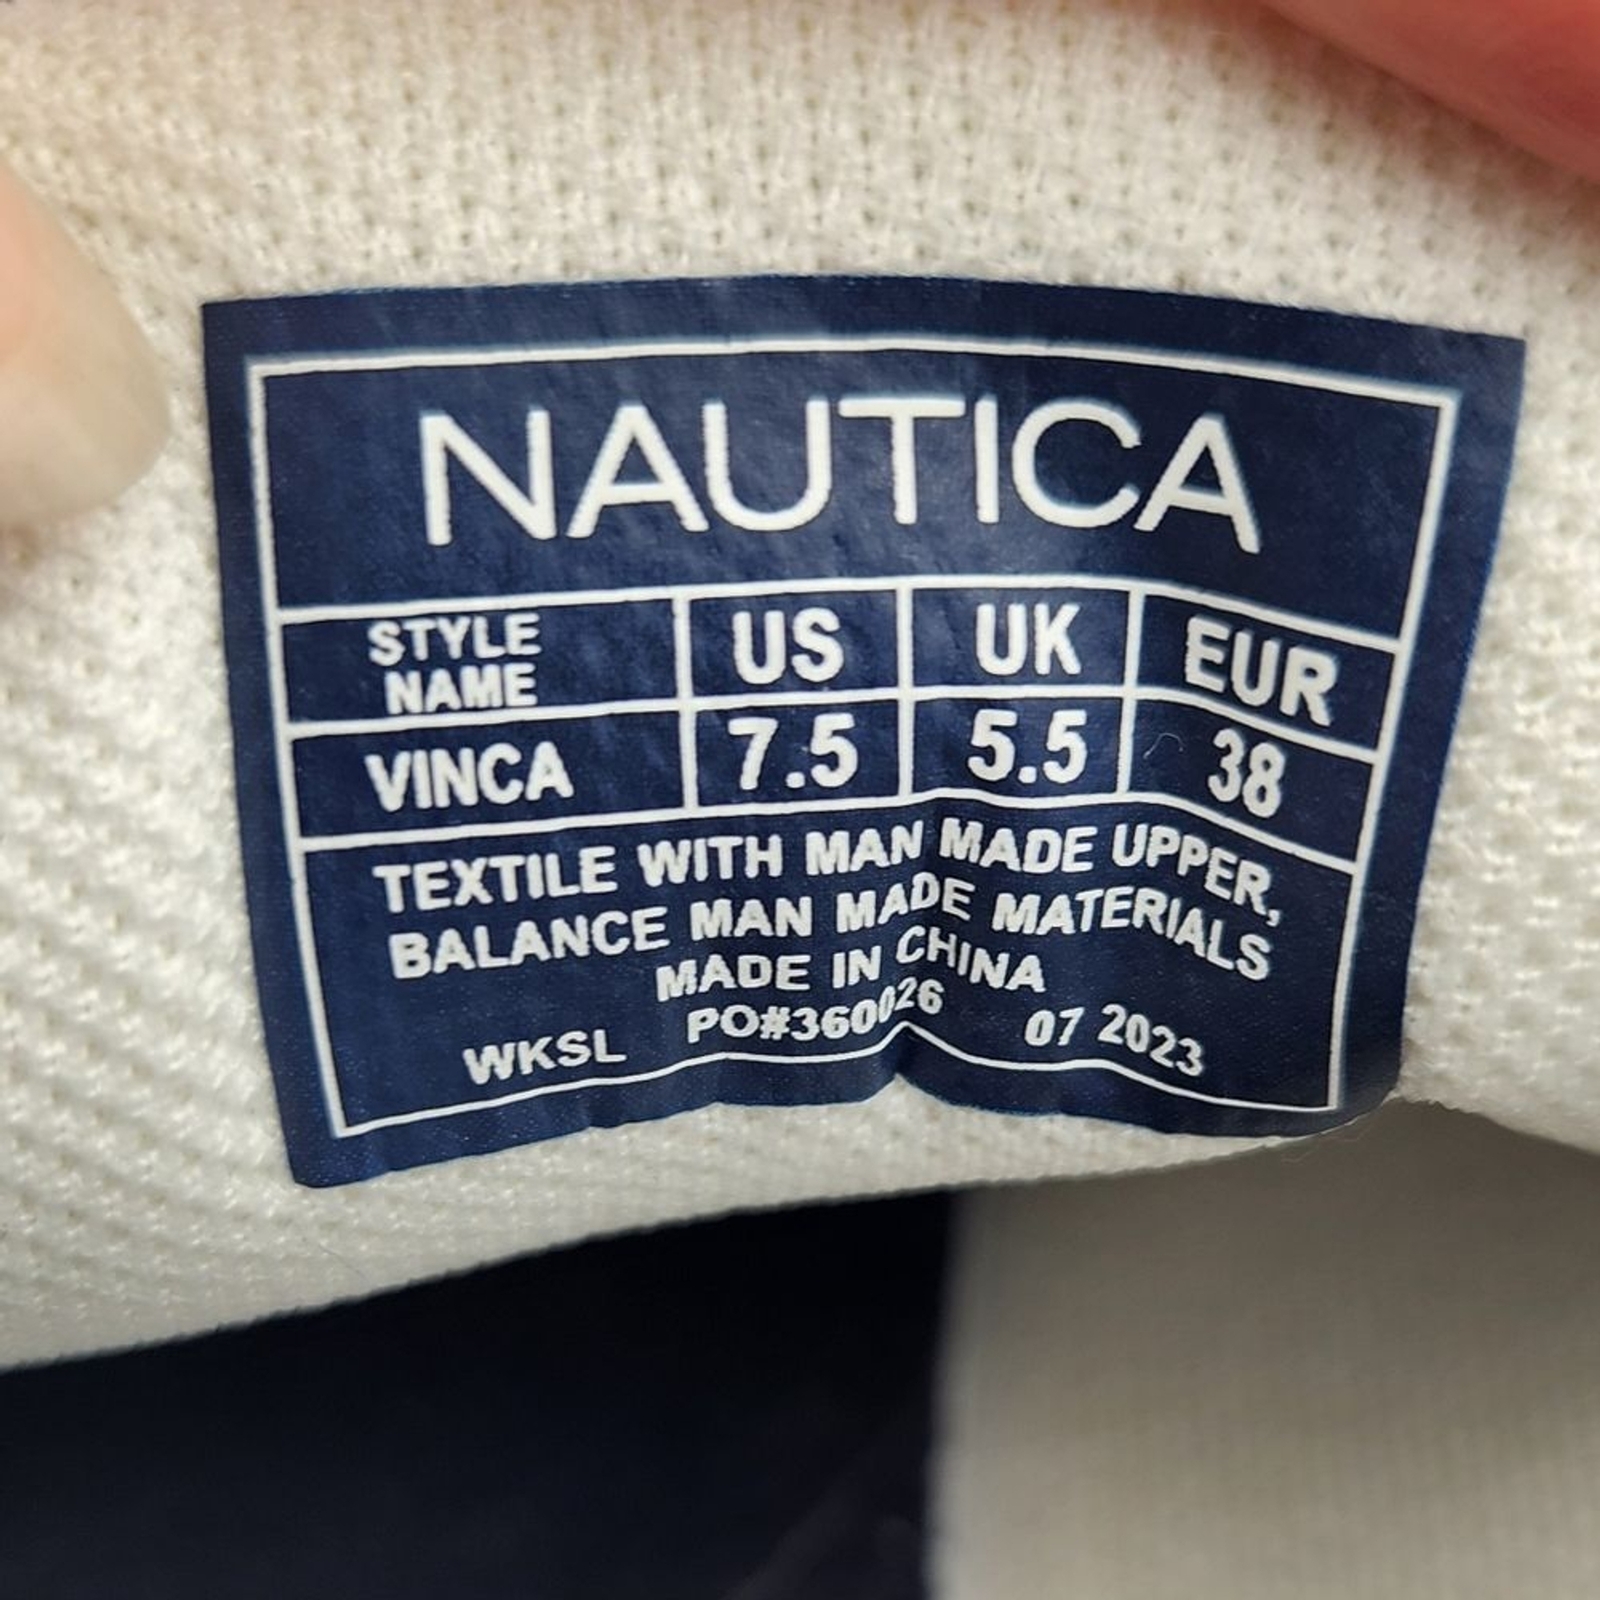 NAUTICA
STYLE NAME US UK EUR
VINCA 7.5 5.5 38
TEXTILE WITH MAN MADE UPPER,
BALANCE MAN MADE MATERIALS
MADE IN CHINA
WKSL PO#360026 07 2023